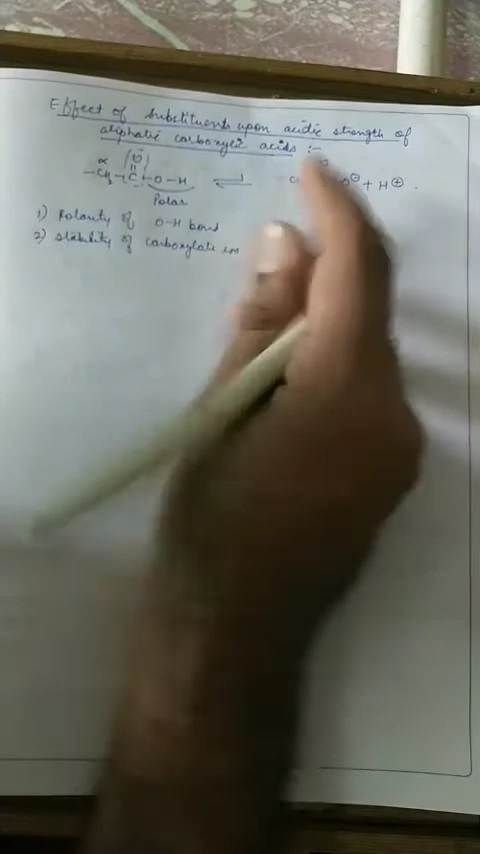 Effect of substituents upon acidic strength of
aliphatic carboxylic acids :-
α (Ö)
-CH₂-C-O-H ⇌ O⊖ + H⊕ .
Polar
1) Polarity of O-H bond
2) stability of carboxylate ion